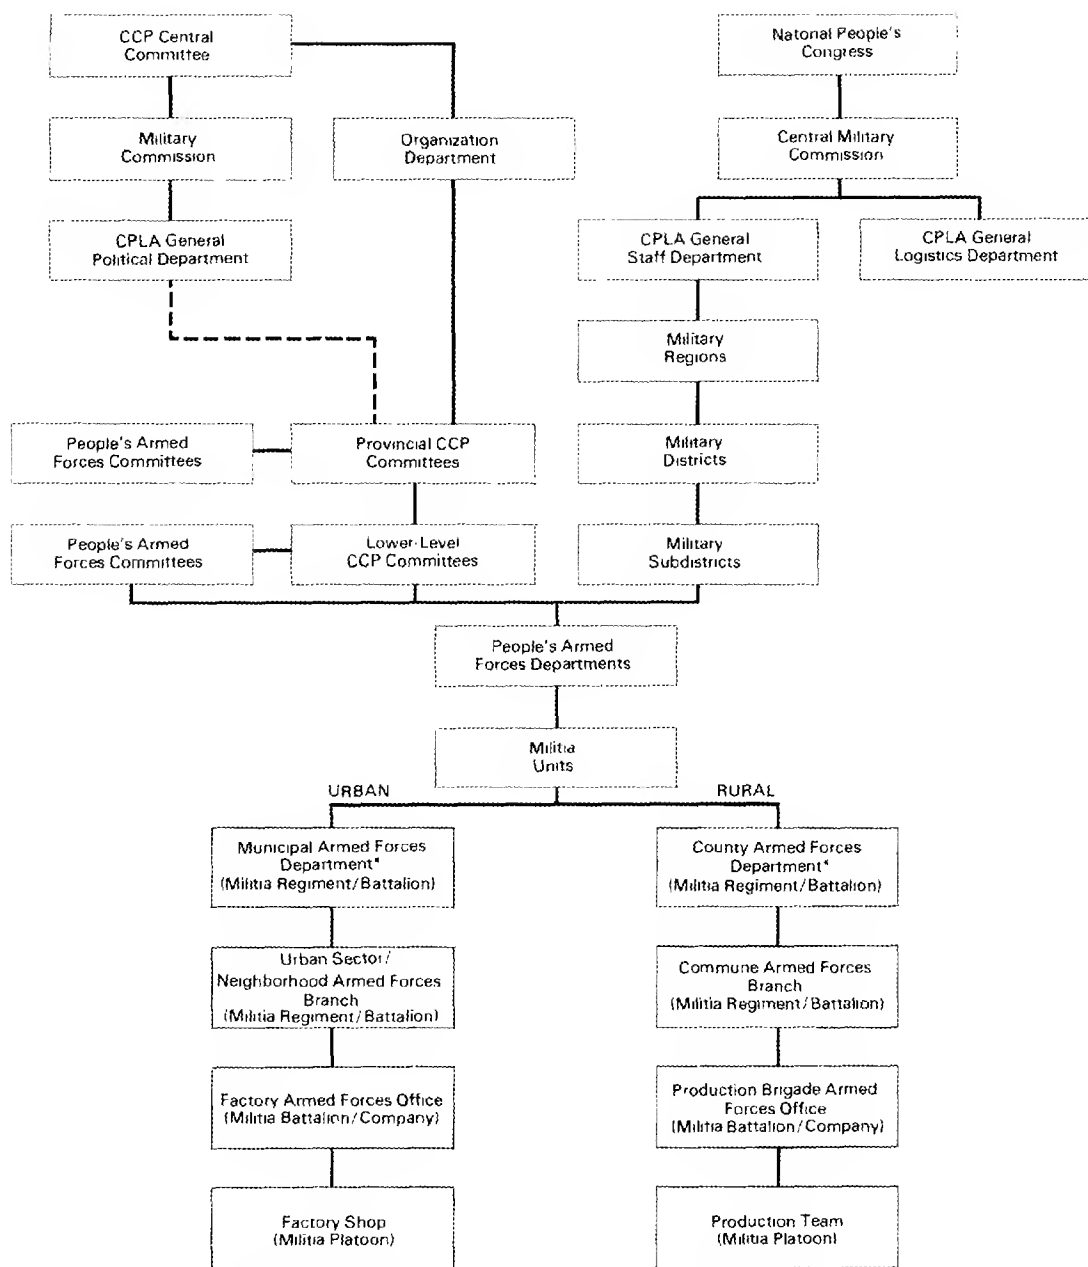 CCP Central
Committee
Natonal People's
Congress
Military
Commission
Organization
Department
Central Military
Commission
CPLA General
Political Department
CPLA General
Staff Department
CPLA General
Logistics Department
Military
Regions
People's Armed
Forces Committees
Provincial CCP
Committees
Military
Districts
People's Armed
Forces Committees
Lower-Level
CCP Committees
Military
Subdistricts
People's Armed
Forces Departments
Militia
Units
URBAN
RURAL
Municipal Armed Forces
Department*
(Militia Regiment/Battalion)
County Armed Forces
Department*
(Militia Regiment/Battalion)
Urban Sector/
Neighborhood Armed Forces
Branch
(Militia Regiment/Battalion)
Commune Armed Forces
Branch
(Militia Regiment/Battalion)
Factory Armed Forces Office
(Militia Battalion/Company)
Production Brigade Armed
Forces Office
(Militia Battalion/Company)
Factory Shop
(Militia Platoon)
Production Team
(Militia Platoon)